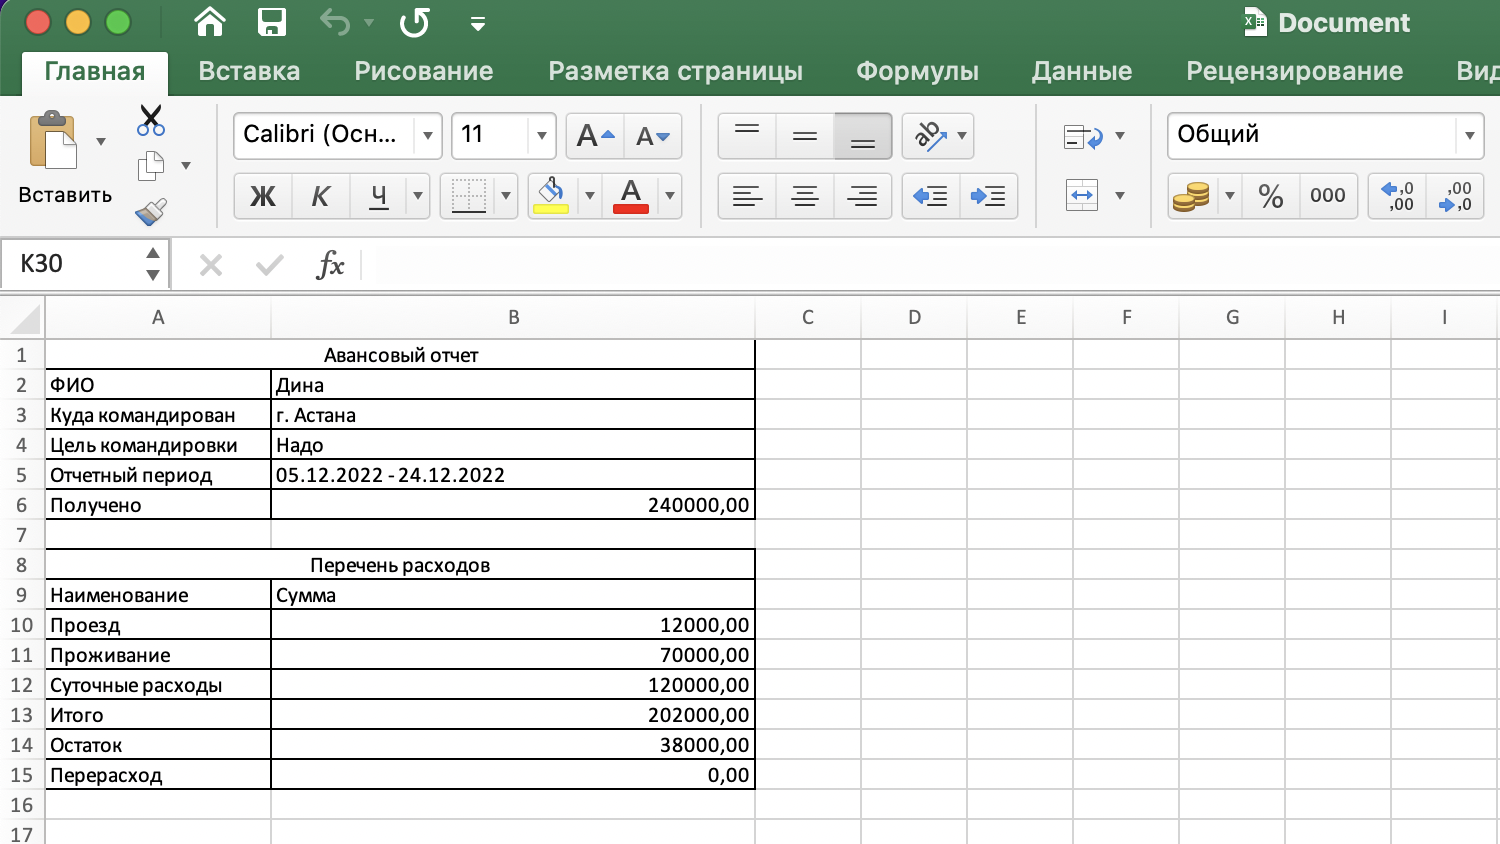 Document
Главная Вставка Рисование Разметка страницы Формулы Данные Рецензирование Вид
Вставить
Calibri (Осн... 11 A A ab Общий
Ж К Ч А % 000 ,0 ,00 ,00 ,0
K30 fx
A B C D E F G H I
1 Авансовый отчет
2 ФИО Дина
3 Куда командирован г. Астана
4 Цель командировки Надо
5 Отчетный период 05.12.2022 - 24.12.2022
6 Получено 240000,00
7
8 Перечень расходов
9 Наименование Сумма
10 Проезд 12000,00
11 Проживание 70000,00
12 Суточные расходы 120000,00
13 Итого 202000,00
14 Остаток 38000,00
15 Перерасход 0,00
16
17